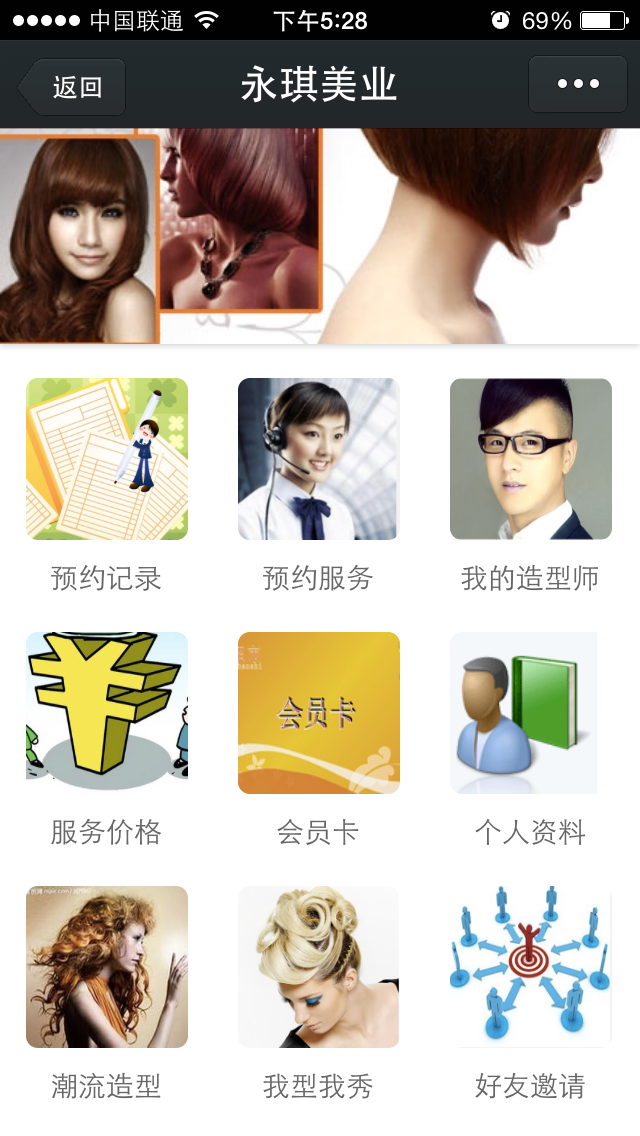 中国联通
下午5:28
69%
返回
永琪美业
预约记录
预约服务
我的造型师
会员卡
服务价格
会员卡
个人资料
潮流造型
我型我秀
好友邀请